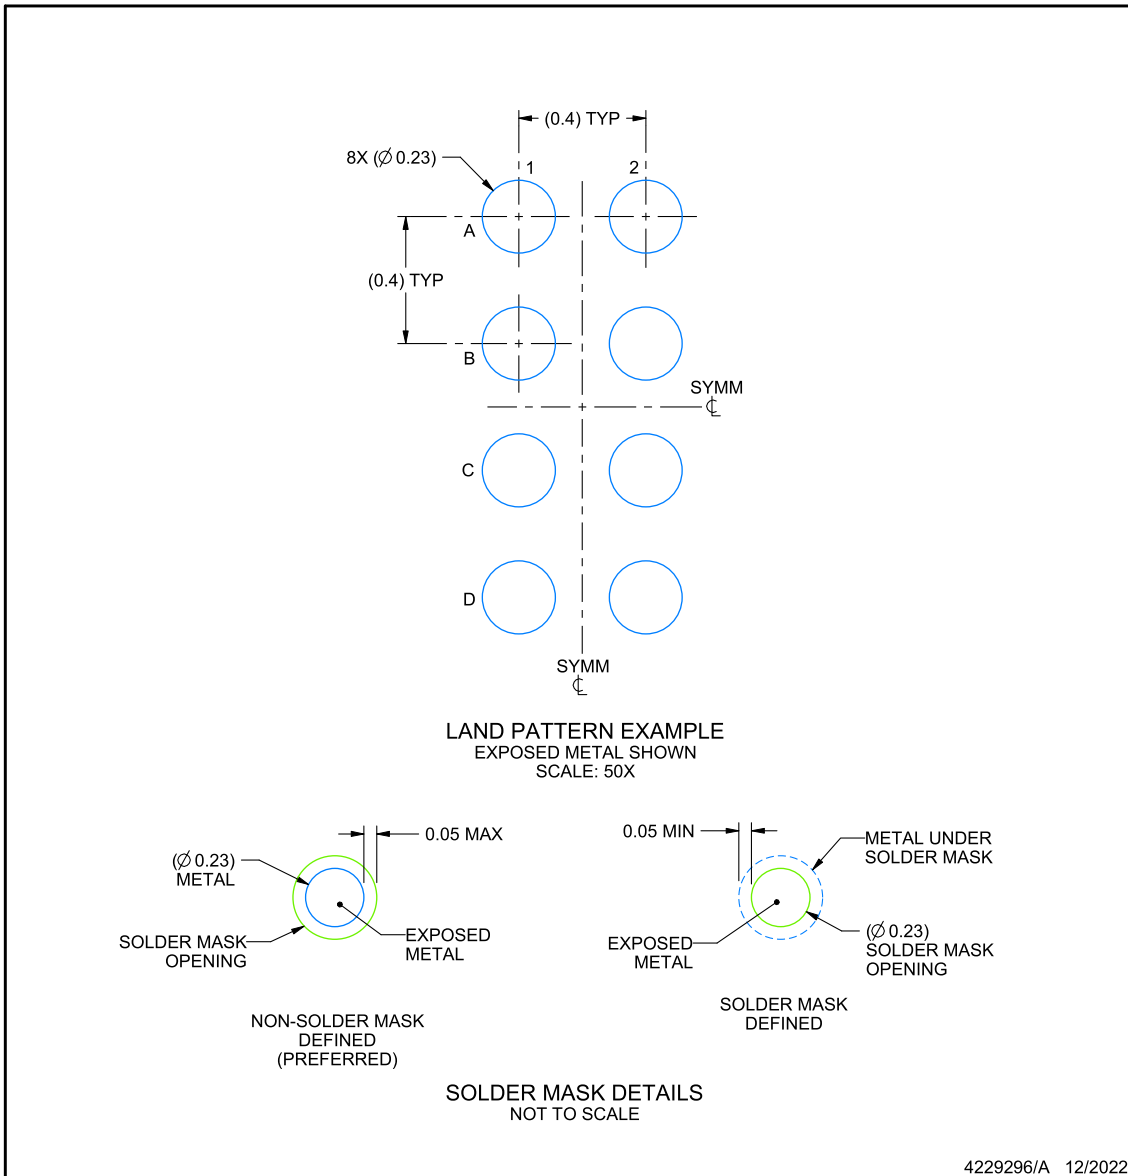 (0.4) TYP
8X (∅ 0.23)
1
2
A
(0.4) TYP
B
SYMM
℄
C
D
SYMM
℄
LAND PATTERN EXAMPLE
EXPOSED METAL SHOWN
SCALE: 50X
0.05 MAX
(∅ 0.23)
METAL
SOLDER MASK
OPENING
EXPOSED
METAL
NON-SOLDER MASK
DEFINED
(PREFERRED)
0.05 MIN
METAL UNDER
SOLDER MASK
EXPOSED
METAL
(∅ 0.23)
SOLDER MASK
OPENING
SOLDER MASK
DEFINED
SOLDER MASK DETAILS
NOT TO SCALE
4229296/A 12/2022